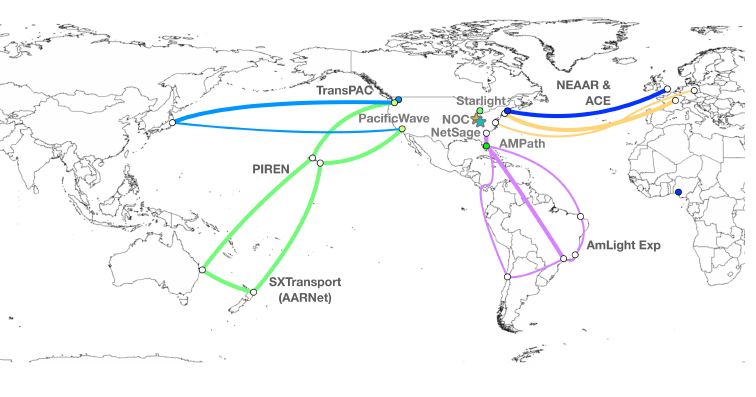 TransPAC
NEAAR &
ACE
Starlight
PacificWave
NOC
NetSage
AMPath
PIREN
AmLight Exp
SXTransport
(AARNet)